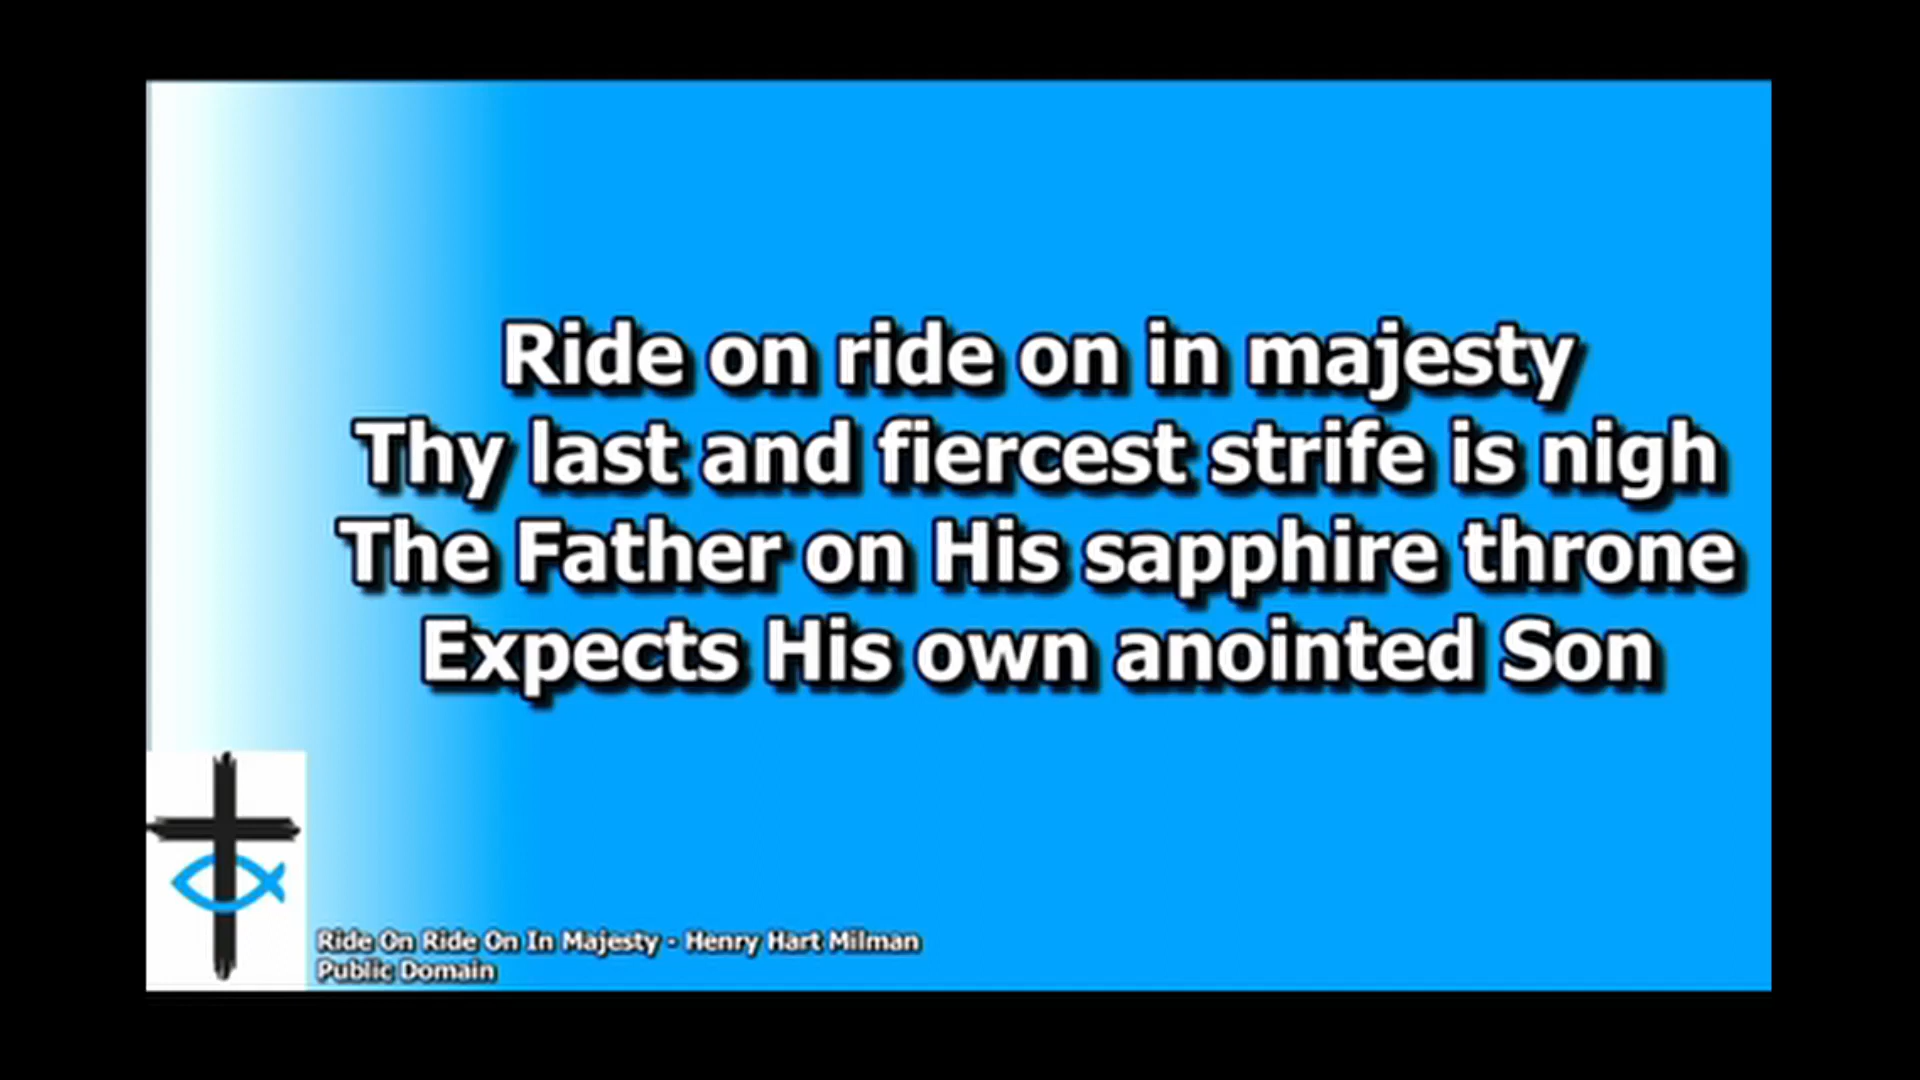 Ride on ride on in majesty
Thy last and fiercest strife is nigh
The Father on His sapphire throne
Expects His own anointed Son
Ride On Ride On In Majesty - Henry Hart Milman
Public Domain